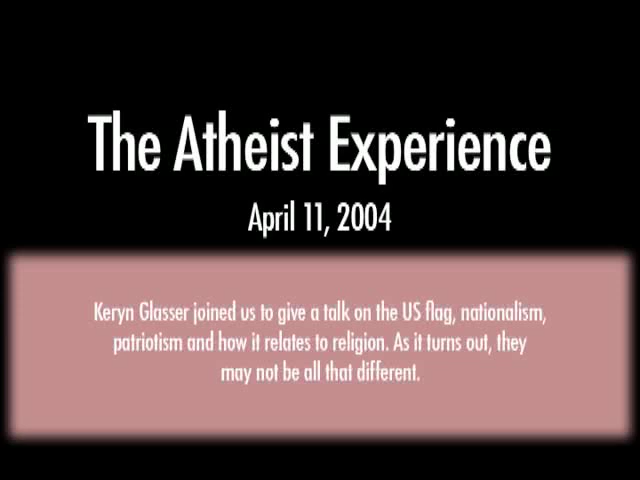 The Atheist Experience
April 11, 2004
Keryn Glasser joined us to give a talk on the US flag, nationalism,
patriotism and how it relates to religion. As it turns out, they
may not be all that different.